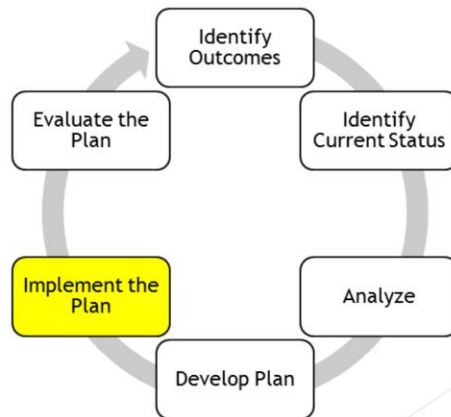 Identify
Outcomes
Identify
Current Status
Analyze
Develop Plan
Implement the
Plan
Evaluate the
Plan